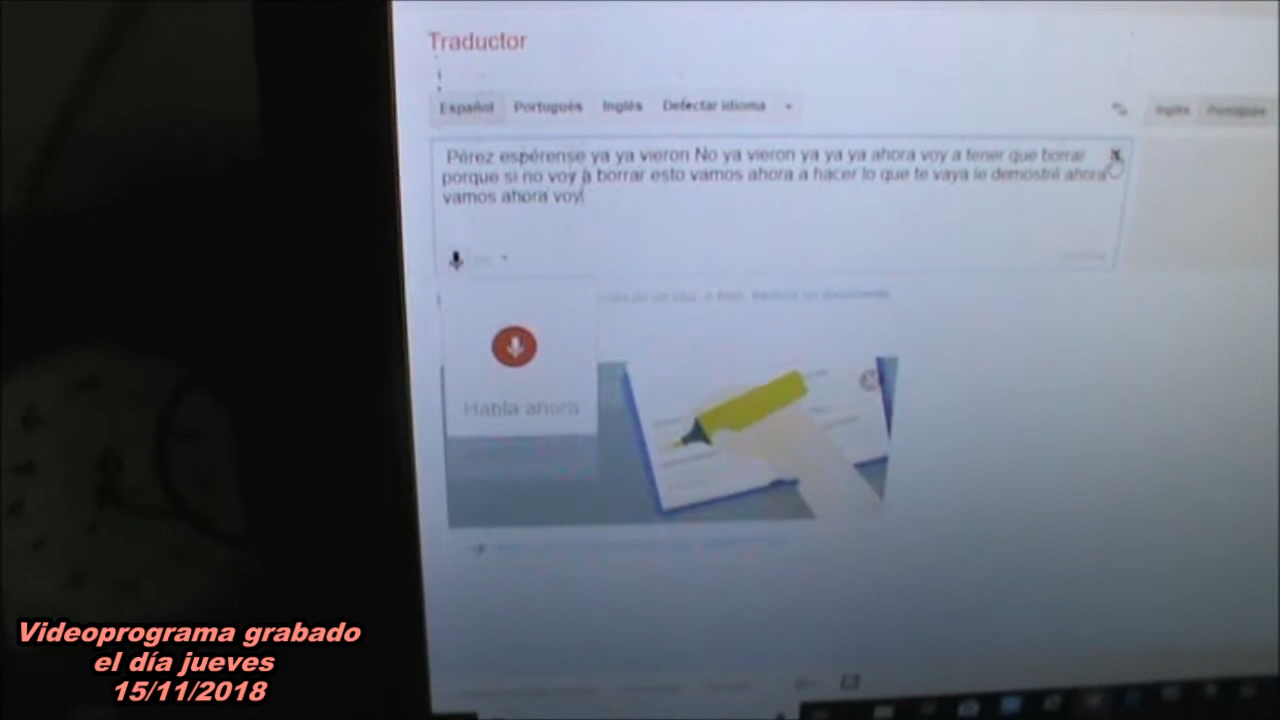 Traductor
Español Portugués Inglés Detectar idioma
Inglés Portugués
Pérez espérense ya ya vieron No ya vieron ya ya ya ahora voy a tener que borrar
porque si no voy a borrar esto vamos ahora a hacer lo que te vaya le demostré ahora
vamos ahora voy
Habla ahora
Videoprograma grabado
el día jueves
15/11/2018